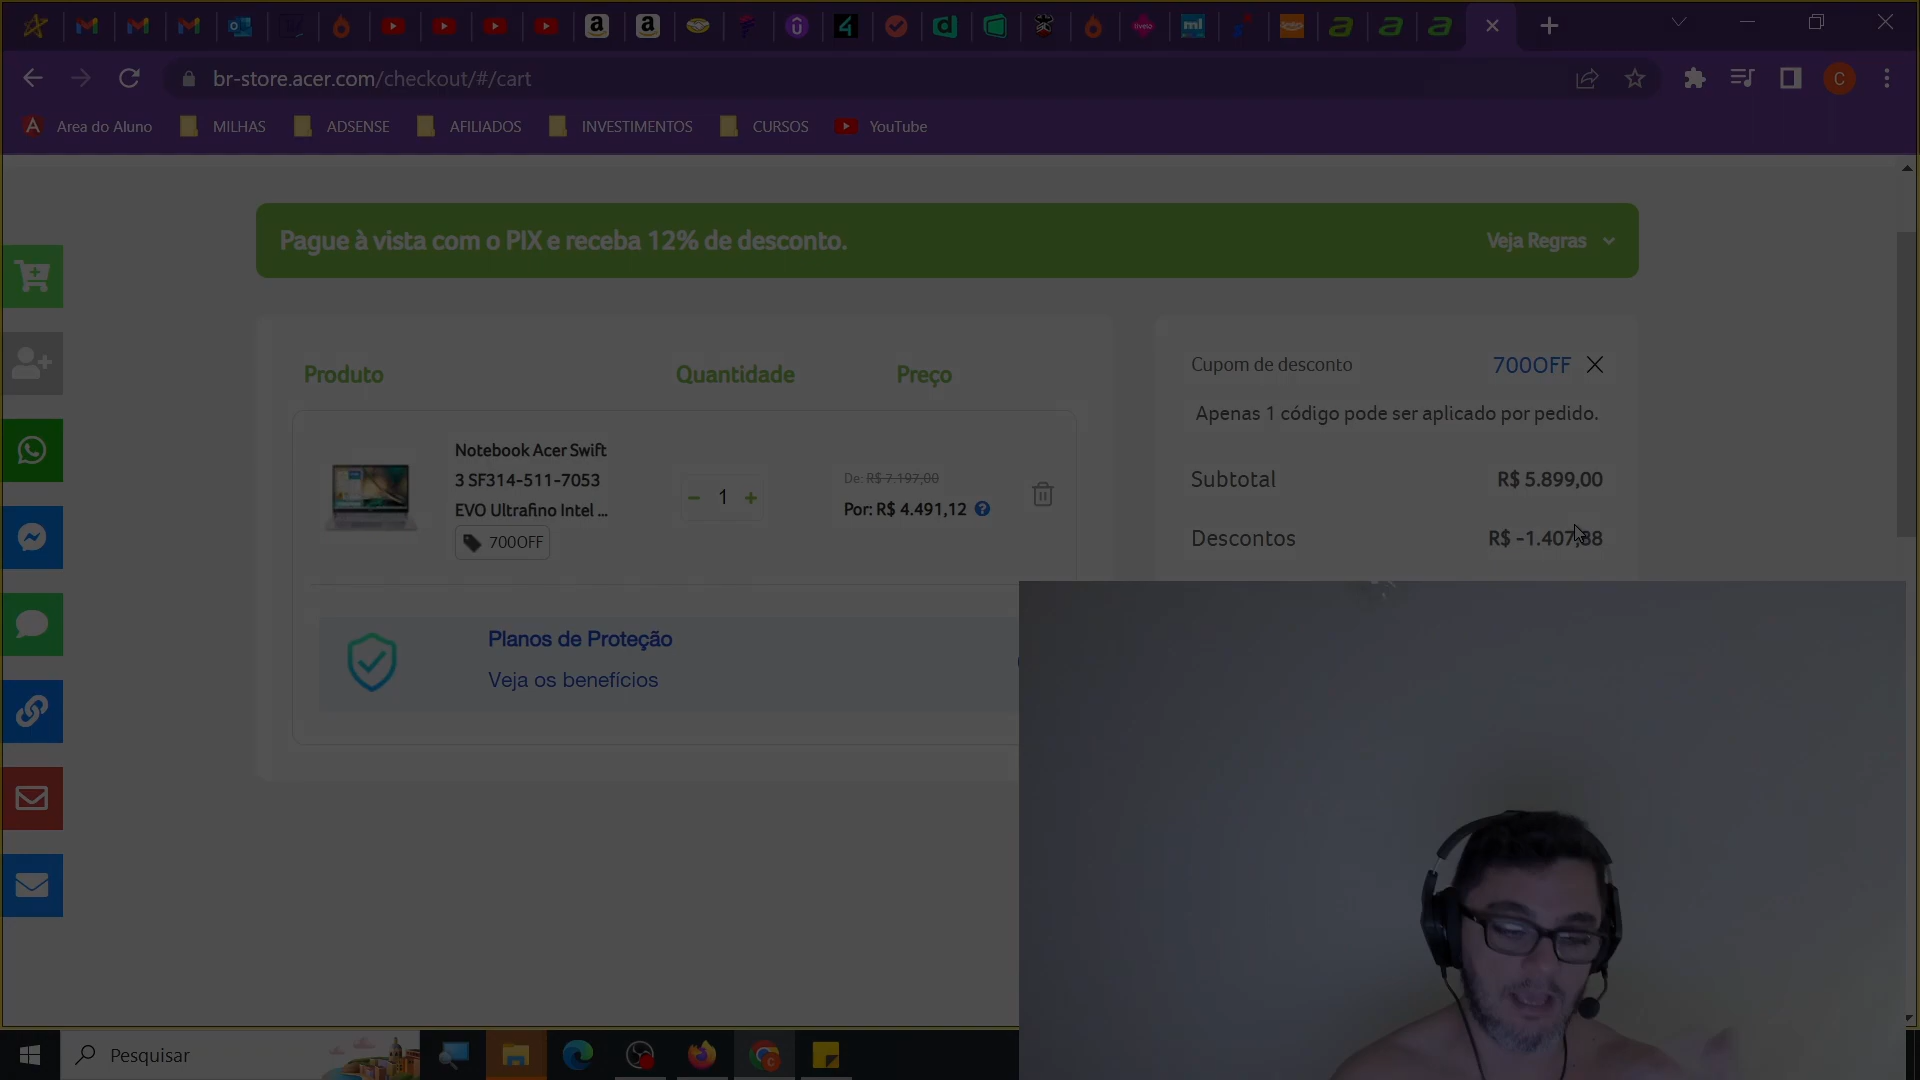 br-store.acer.com/checkout/#/cart
C
Area do Aluno
MILHAS
ADSENSE
AFILIADOS
INVESTIMENTOS
CURSOS
YouTube
Pague à vista com o PIX e receba 12% de desconto.
Veja Regras
Produto
Quantidade
Preço
Notebook Acer Swift
3 SF314-511-7053
EVO Ultrafino Intel ...
700OFF
1
De: R$ 7.197,00
Por: R$ 4.491,12
Planos de Proteção
Veja os benefícios
Cupom de desconto
700OFF
Apenas 1 código pode ser aplicado por pedido.
Subtotal
R$ 5.899,00
Descontos
R$ -1.407,88
Pesquisar